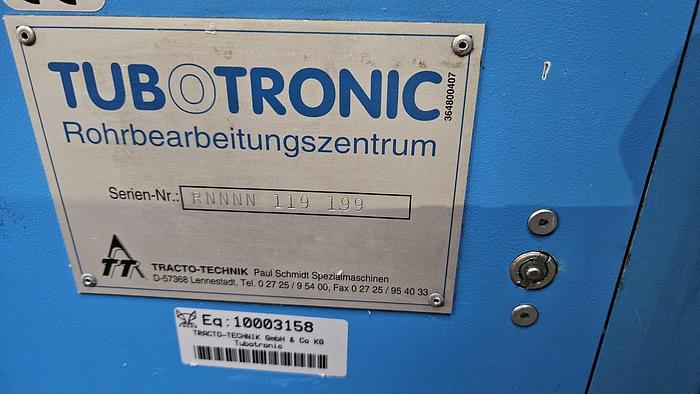 TUBOTRONIC
364800407
Rohrbearbeitungszentrum
Serien-Nr.: RNNNN 119 199
TT TRACTO-TECHNIK Paul Schmidt Spezialmaschinen
D-57368 Lennestadt, Tel. 0 27 25 / 9 54 00, Fax 0 27 25 / 95 40 33
Eq:10003158
TRACTO-TECHNIK GmbH & Co KG
Tubotronic